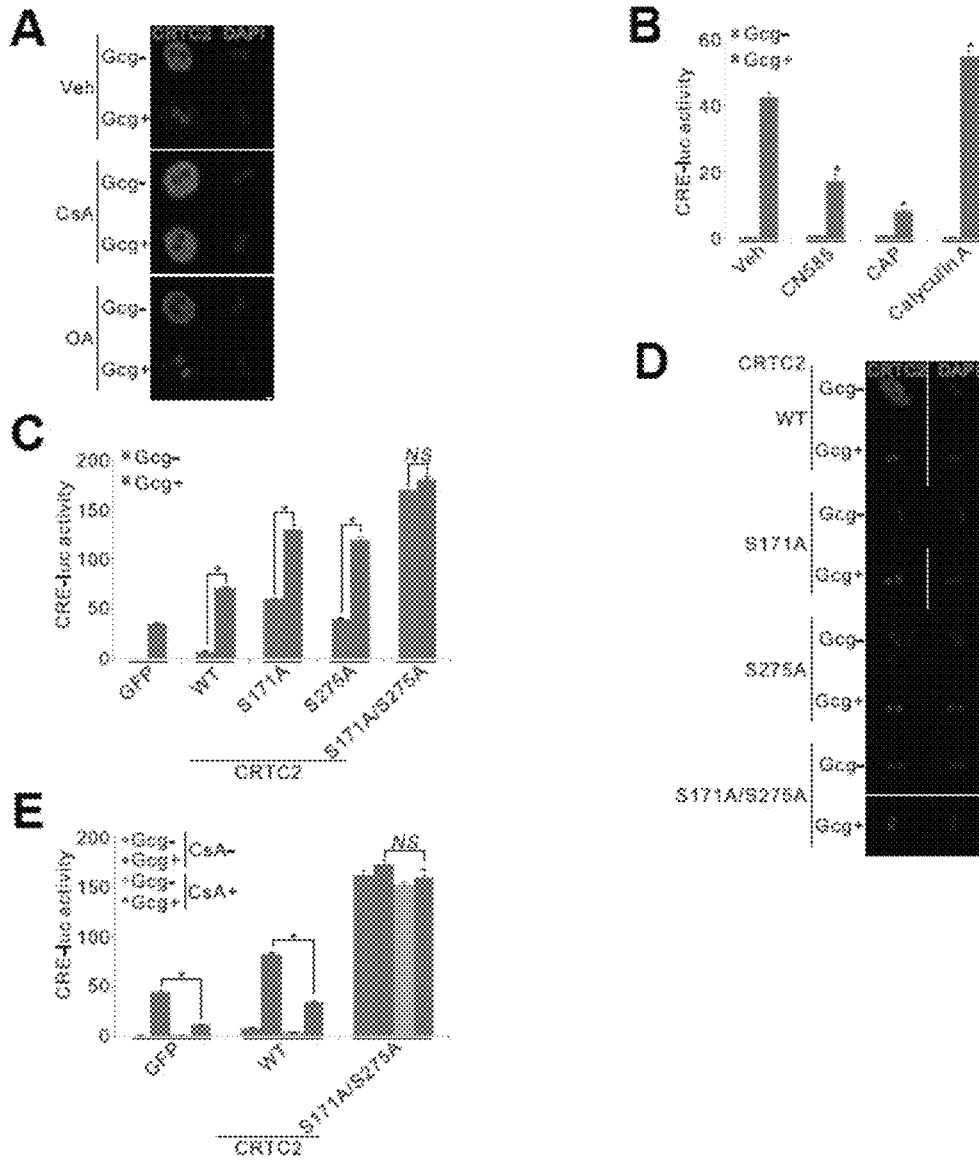 A
CRTC2 DAPI
Veh
Gcg-
Gcg+
CsA
Gcg-
Gcg+
OA
Gcg-
Gcg+
B
CRE-luc activity
60
40
20
0
Gcg-
Gcg+
*
*
*
Veh
CN585
CAP
Calyculin A
C
CRE-luc activity
200
150
100
50
0
Gcg-
Gcg+
*
*
*
NS
GFP
WT
S171A
S275A
S171A/S275A
CRTC2
D
CRTC2
CRTC2 DAPI
WT
Gcg-
Gcg+
S171A
Gcg-
Gcg+
S275A
Gcg-
Gcg+
S171A/S275A
Gcg-
Gcg+
E
CRE-luc activity
200
150
100
50
0
Gcg-
Gcg+
CsA-
Gcg-
Gcg+
CsA+
*
*
NS
GFP
WT
S171A/S275A
CRTC2